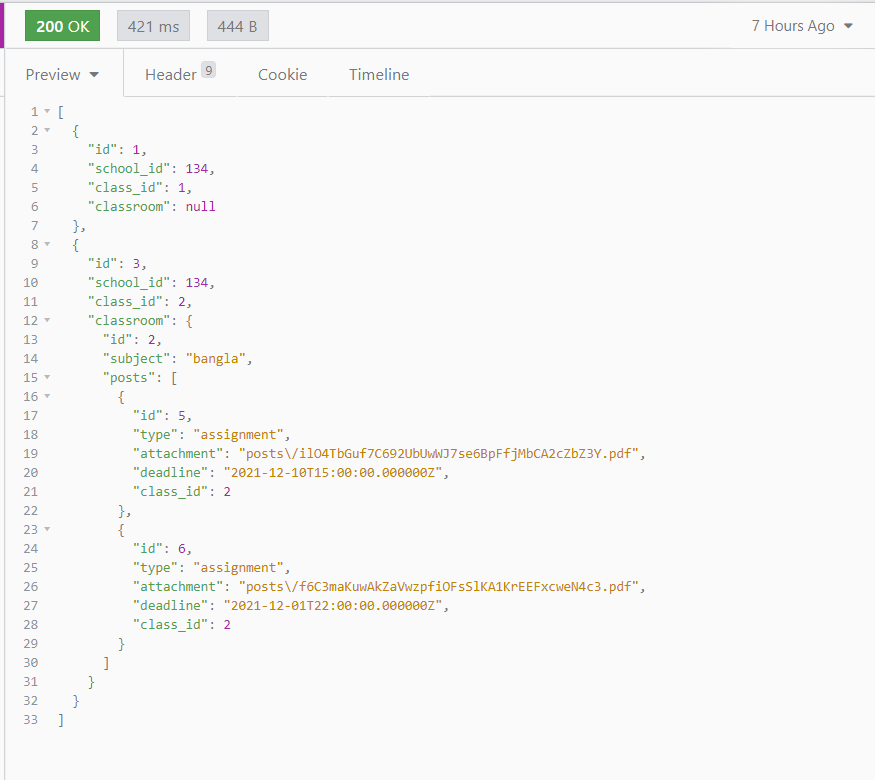 200 OK 421 ms 444 B 7 Hours Ago
Preview Header 9 Cookie Timeline
1 [
2 {
3 "id": 1,
4 "school_id": 134,
5 "class_id": 1,
6 "classroom": null
7 },
8 {
9 "id": 3,
10 "school_id": 134,
11 "class_id": 2,
12 "classroom": {
13 "id": 2,
14 "subject": "bangla",
15 "posts": [
16 {
17 "id": 5,
18 "type": "assignment",
19 "attachment": "posts\/ilO4TbGuf7C692UbUwWJ7se6BpFfjMbCA2cZbZ3Y.pdf",
20 "deadline": "2021-12-10T15:00:00.000000Z",
21 "class_id": 2
22 },
23 {
24 "id": 6,
25 "type": "assignment",
26 "attachment": "posts\/f6C3maKuwAkZaVwzpfiOFsSlKA1KrEEFxcweN4c3.pdf",
27 "deadline": "2021-12-01T22:00:00.000000Z",
28 "class_id": 2
29 }
30 ]
31 }
32 }
33 ]